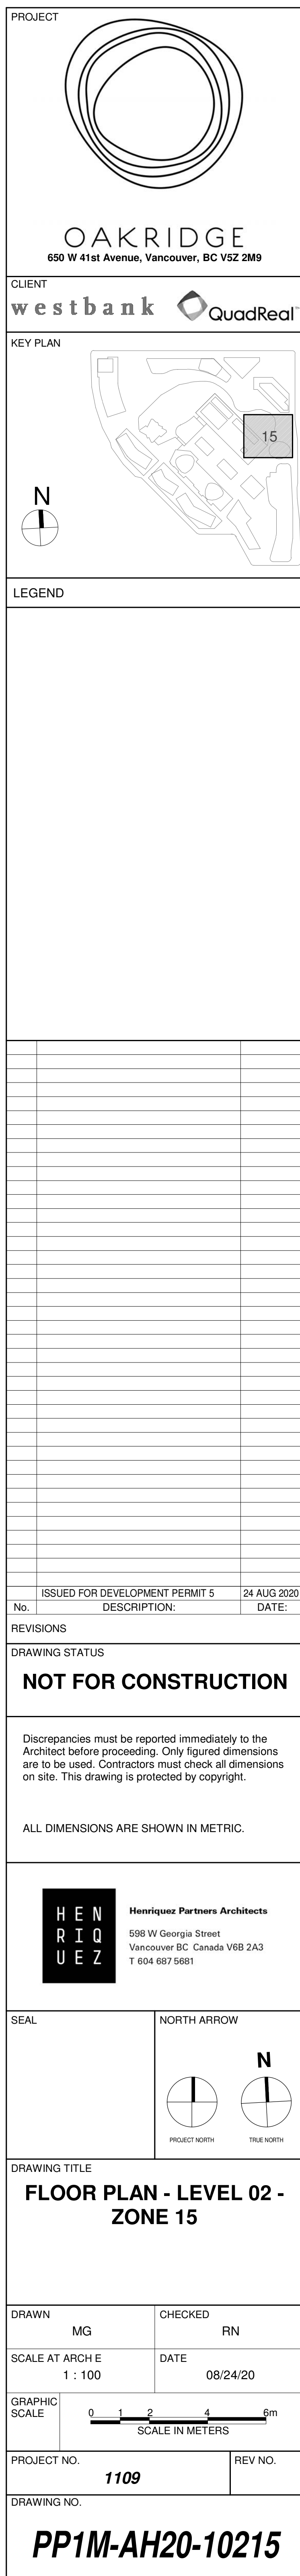 PROJECT
OAKRIDGE
650 W 41st Avenue, Vancouver, BC V5Z 2M9
CLIENT
westbank QuadReal™
KEY PLAN
15
N
LEGEND
ISSUED FOR DEVELOPMENT PERMIT 5 24 AUG 2020
No. DESCRIPTION: DATE:
REVISIONS
DRAWING STATUS
NOT FOR CONSTRUCTION
Discrepancies must be reported immediately to the
Architect before proceeding. Only figured dimensions
are to be used. Contractors must check all dimensions
on site. This drawing is protected by copyright.
ALL DIMENSIONS ARE SHOWN IN METRIC.
HEN
RIQ
UEZ
Henriquez Partners Architects
598 W Georgia Street
Vancouver BC Canada V6B 2A3
T 604 687 5681
SEAL
NORTH ARROW
N
PROJECT NORTH TRUE NORTH
DRAWING TITLE
FLOOR PLAN - LEVEL 02 -
ZONE 15
DRAWN CHECKED
MG RN
SCALE AT ARCH E DATE
1 : 100 08/24/20
GRAPHIC
SCALE
0 1 2 4 6m
SCALE IN METERS
PROJECT NO. REV NO.
1109
DRAWING NO.
PP1M-AH20-10215